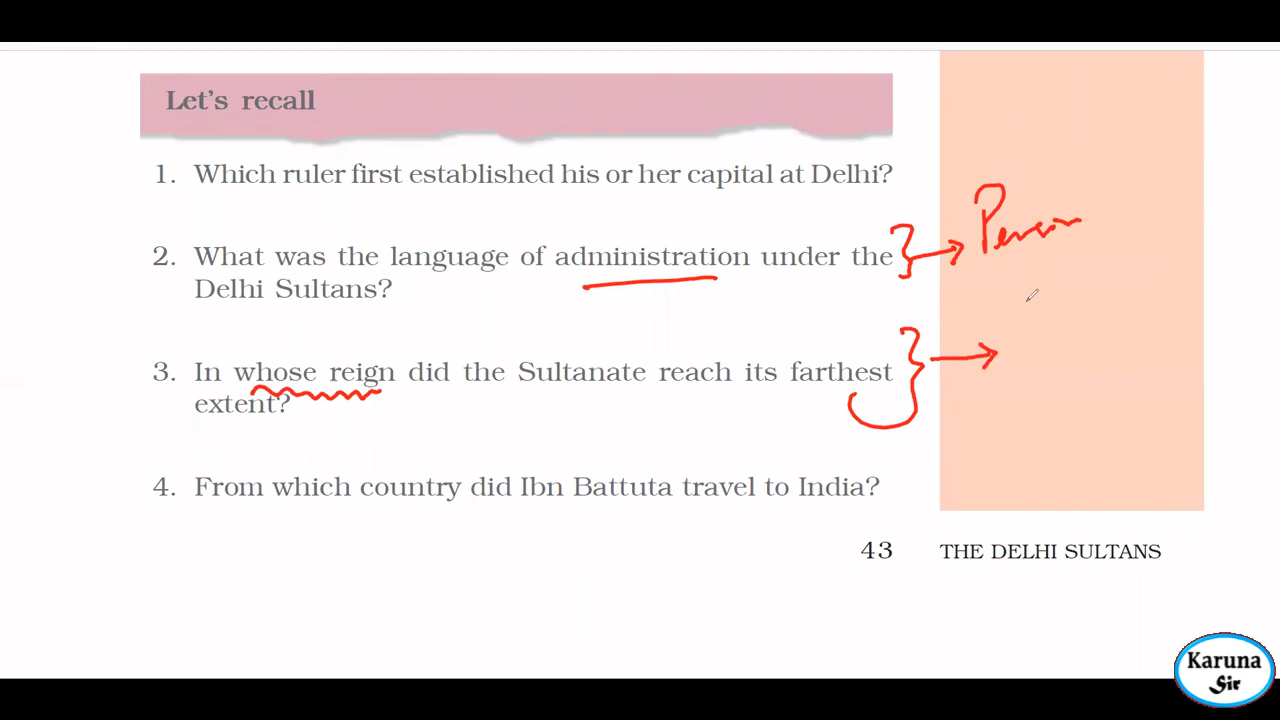 Let's recall
1. Which ruler first established his or her capital at Delhi?
2. What was the language of administration under the
Delhi Sultans?
Persian
3. In whose reign did the Sultanate reach its farthest
extent?
4. From which country did Ibn Battuta travel to India?
43 THE DELHI SULTANS
Karuna
Sir